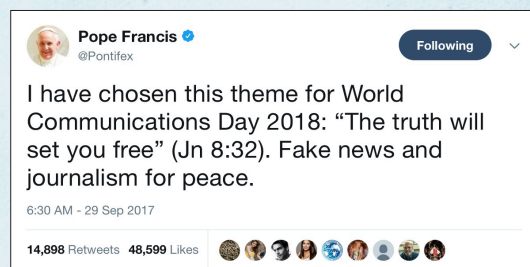 Pope Francis
@Pontifex
Following
I have chosen this theme for World
Communications Day 2018: “The truth will
set you free” (Jn 8:32). Fake news and
journalism for peace.
6:30 AM - 29 Sep 2017
14,898 Retweets 48,599 Likes